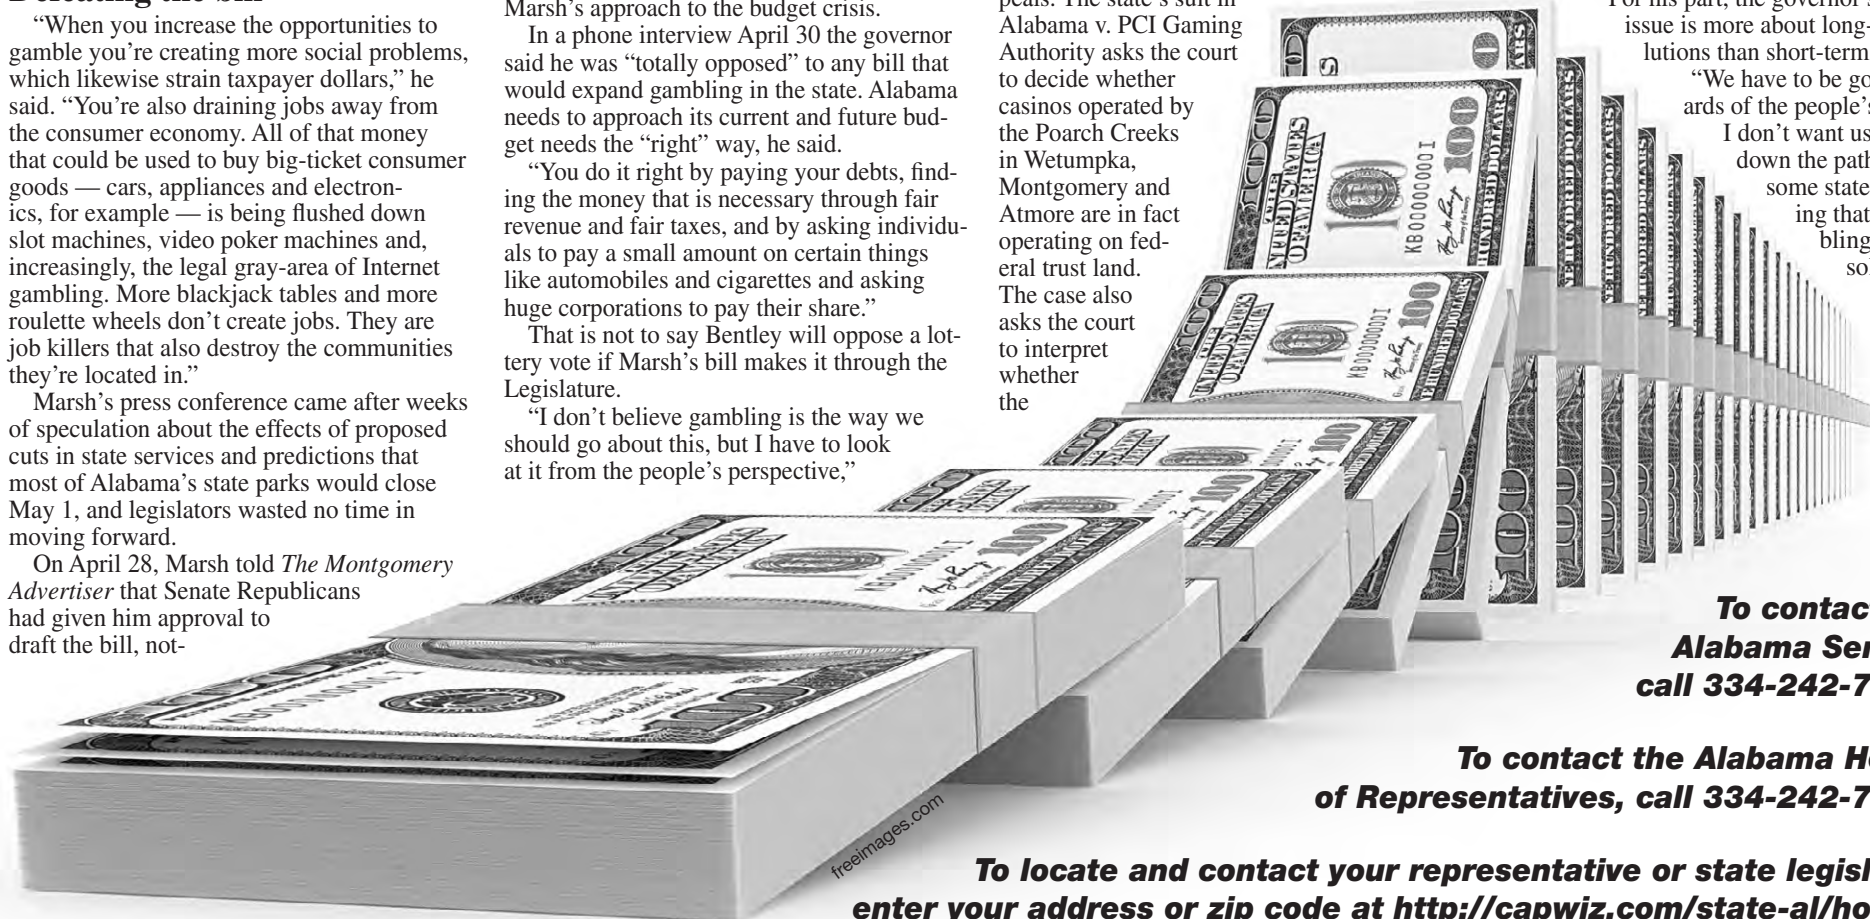 Defeating the bill
“When you increase the opportunities to
gamble you’re creating more social problems,
which likewise strain taxpayer dollars,” he
said. “You’re also draining jobs away from
the consumer economy. All of that money
that could be used to buy big-ticket consumer
goods — cars, appliances and electron-
ics, for example — is being flushed down
slot machines, video poker machines and,
increasingly, the legal gray-area of Internet
gambling. More blackjack tables and more
roulette wheels don’t create jobs. They are
job killers that also destroy the communities
they’re located in.”
Marsh’s press conference came after weeks
of speculation about the effects of proposed
cuts in state services and predictions that
most of Alabama’s state parks would close
May 1, and legislators wasted no time in
moving forward.
On April 28, Marsh told The Montgomery
Advertiser that Senate Republicans
had given him approval to
draft the bill, not-
Marsh’s approach to the budget crisis.
In a phone interview April 30 the governor
said he was “totally opposed” to any bill that
would expand gambling in the state. Alabama
needs to approach its current and future bud-
get needs the “right” way, he said.
“You do it right by paying your debts, find-
ing the money that is necessary through fair
revenue and fair taxes, and by asking individu-
als to pay a small amount on certain things
like automobiles and cigarettes and asking
huge corporations to pay their share.”
That is not to say Bentley will oppose a lot-
tery vote if Marsh’s bill makes it through the
Legislature.
“I don’t believe gambling is the way we
should go about this, but I have to look
at it from the people’s perspective,”
peals. The state’s suit in
Alabama v. PCI Gaming
Authority asks the court
to decide whether
casinos operated by
the Poarch Creeks
in Wetumpka,
Montgomery and
Atmore are in fact
operating on fed-
eral trust land.
The case also
asks the court
to interpret
whether
the
For his part, the governor’s
issue is more about long-
lutions than short-term
“We have to be go
ards of the people’s
I don’t want us
down the path
some state
ing that
bling
so
THE
UNITED STATES
OF AMERICA
100
KB00000000 I
100
HUNDRED DOLLARS
freeimages.com
To contac
Alabama Sen
call 334-242-7
To contact the Alabama Ho
of Representatives, call 334-242-7
To locate and contact your representative or state legisl
enter your address or zip code at http://capwiz.com/state-al/ho